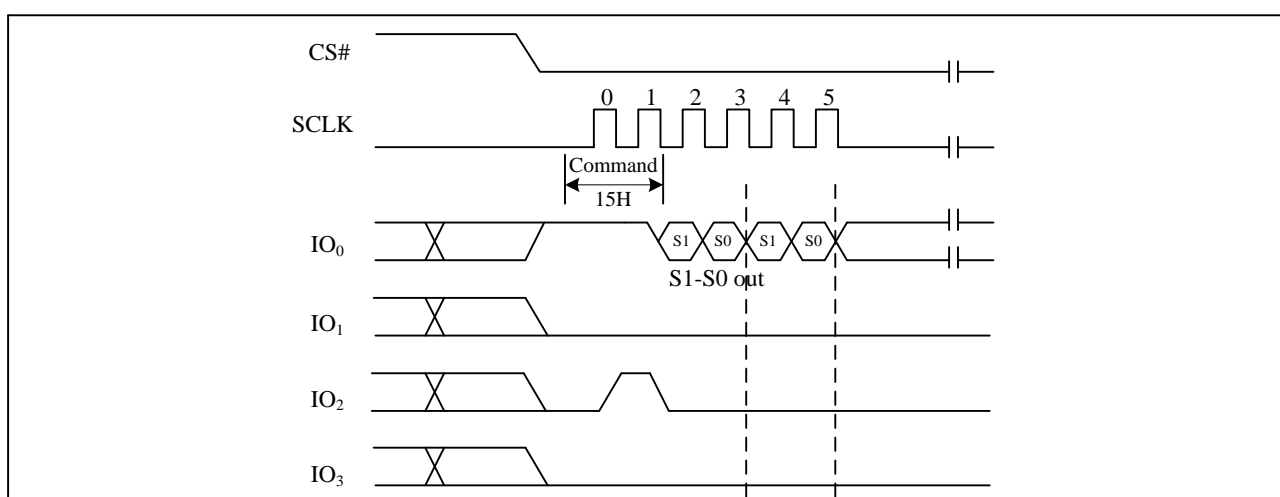 CS#
0 1 2 3 4 5
SCLK
Command
15H
IO0
S1 S0 S1 S0
S1-S0 out
IO1
IO2
IO3